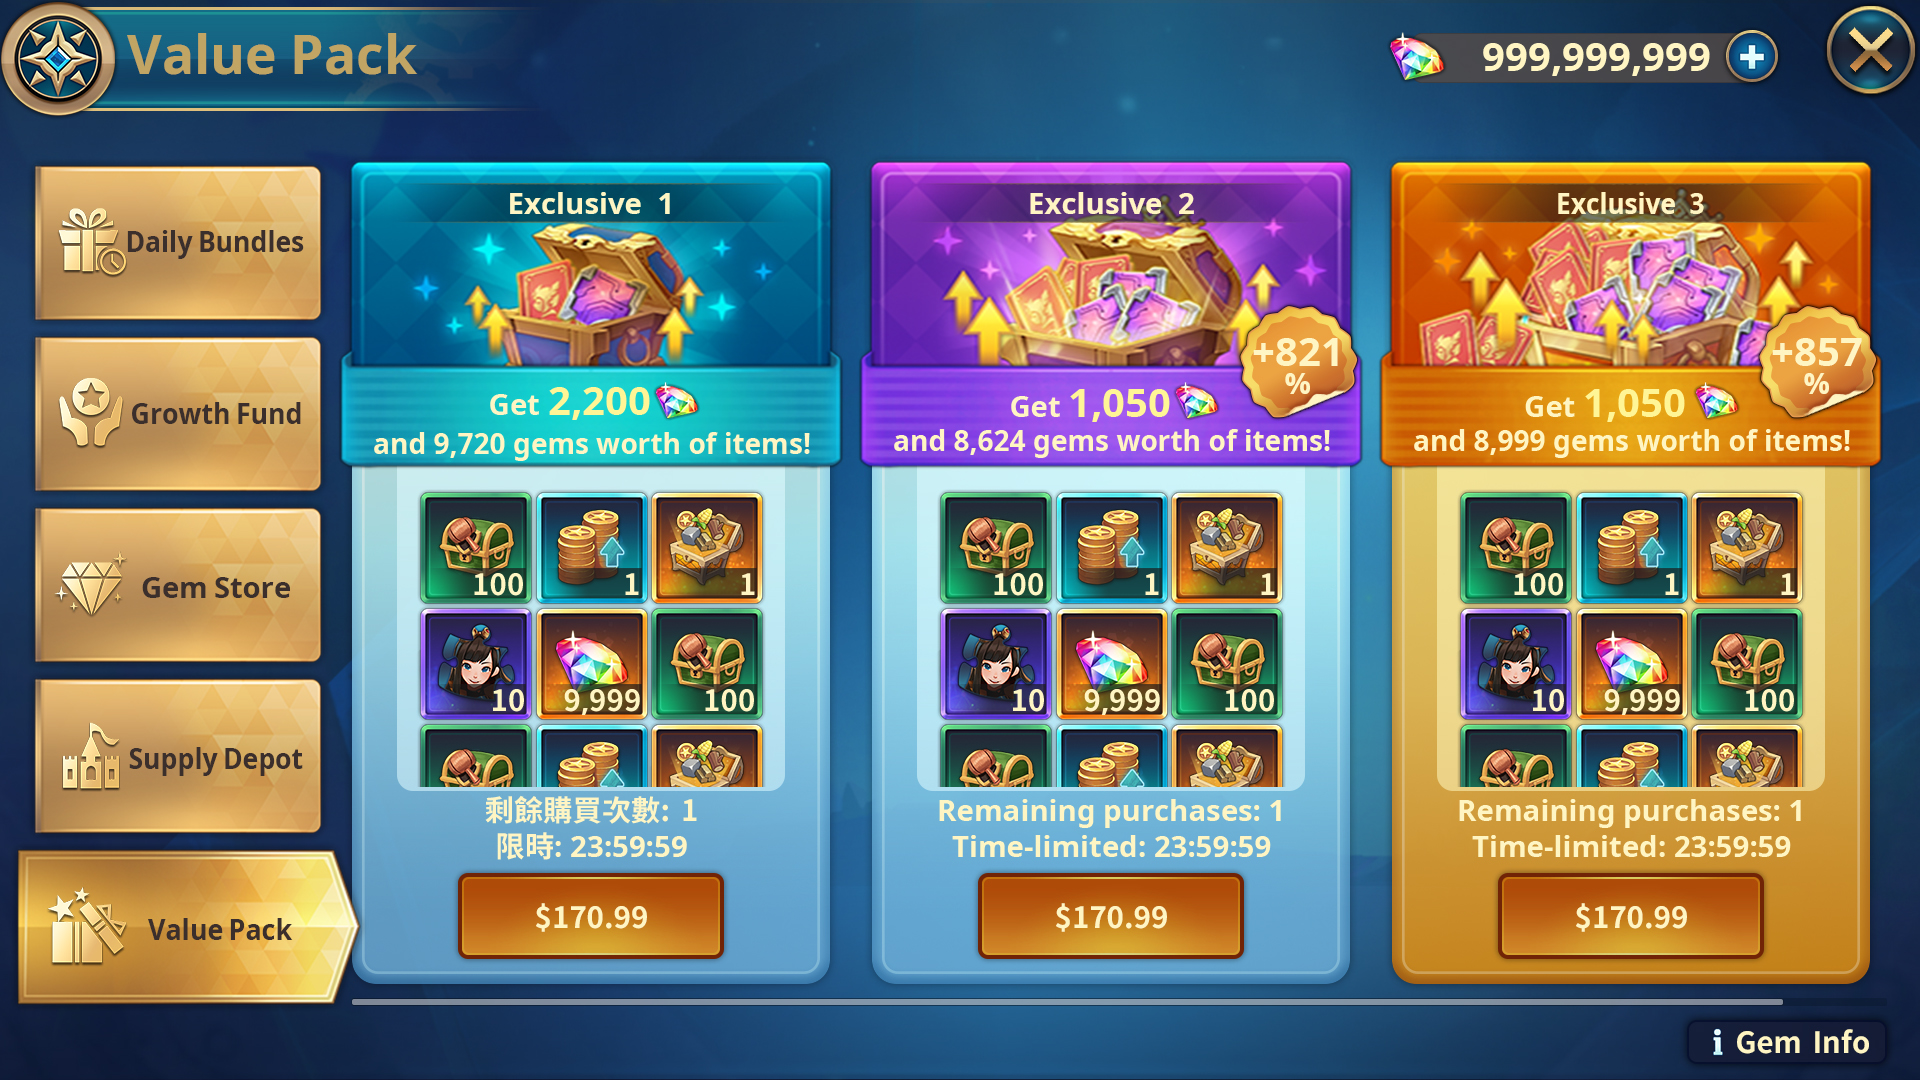 Value Pack
999,999,999
Daily Bundles
Growth Fund
Gem Store
Supply Depot
Value Pack
Exclusive 1
Get 2,200
and 9,720 gems worth of items!
100
1
1
10
9,999
100
剩餘購買次數: 1
限時: 23:59:59
$170.99
Exclusive 2
+821
%
Get 1,050
and 8,624 gems worth of items!
100
1
1
10
9,999
100
Remaining purchases: 1
Time-limited: 23:59:59
$170.99
Exclusive 3
+857
%
Get 1,050
and 8,999 gems worth of items!
100
1
1
10
9,999
100
Remaining purchases: 1
Time-limited: 23:59:59
$170.99
i Gem Info